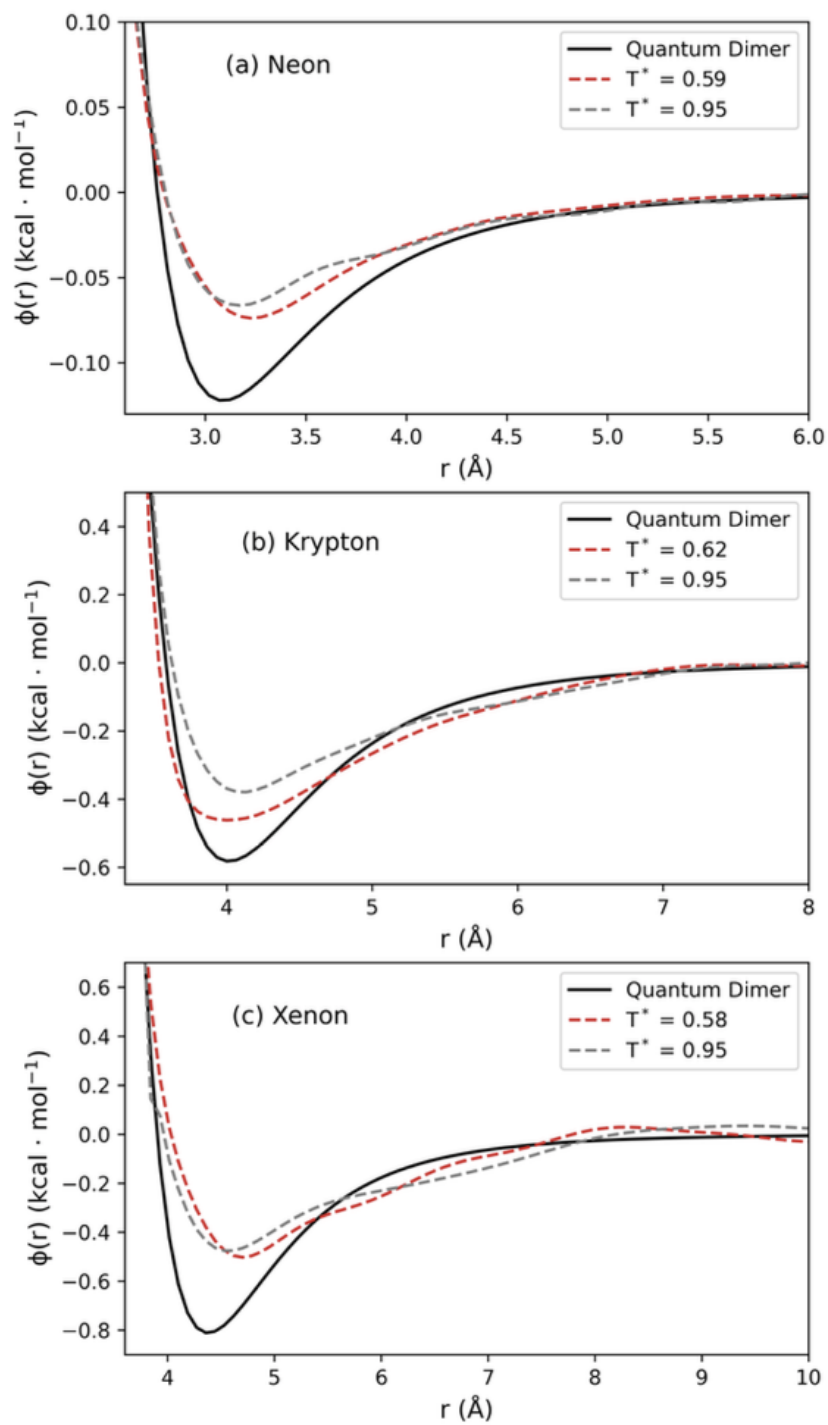 (a) Neon
Quantum Dimer
T* = 0.59
T* = 0.95
0.10
0.05
0.00
−0.05
−0.10
ϕ(r) (kcal · mol⁻¹)
3.0 3.5 4.0 4.5 5.0 5.5 6.0
r (Å)
(b) Krypton
Quantum Dimer
T* = 0.62
T* = 0.95
0.4
0.2
0.0
−0.2
−0.4
−0.6
ϕ(r) (kcal · mol⁻¹)
4 5 6 7 8
r (Å)
(c) Xenon
Quantum Dimer
T* = 0.58
T* = 0.95
0.6
0.4
0.2
0.0
−0.2
−0.4
−0.6
−0.8
ϕ(r) (kcal · mol⁻¹)
4 5 6 7 8 9 10
r (Å)